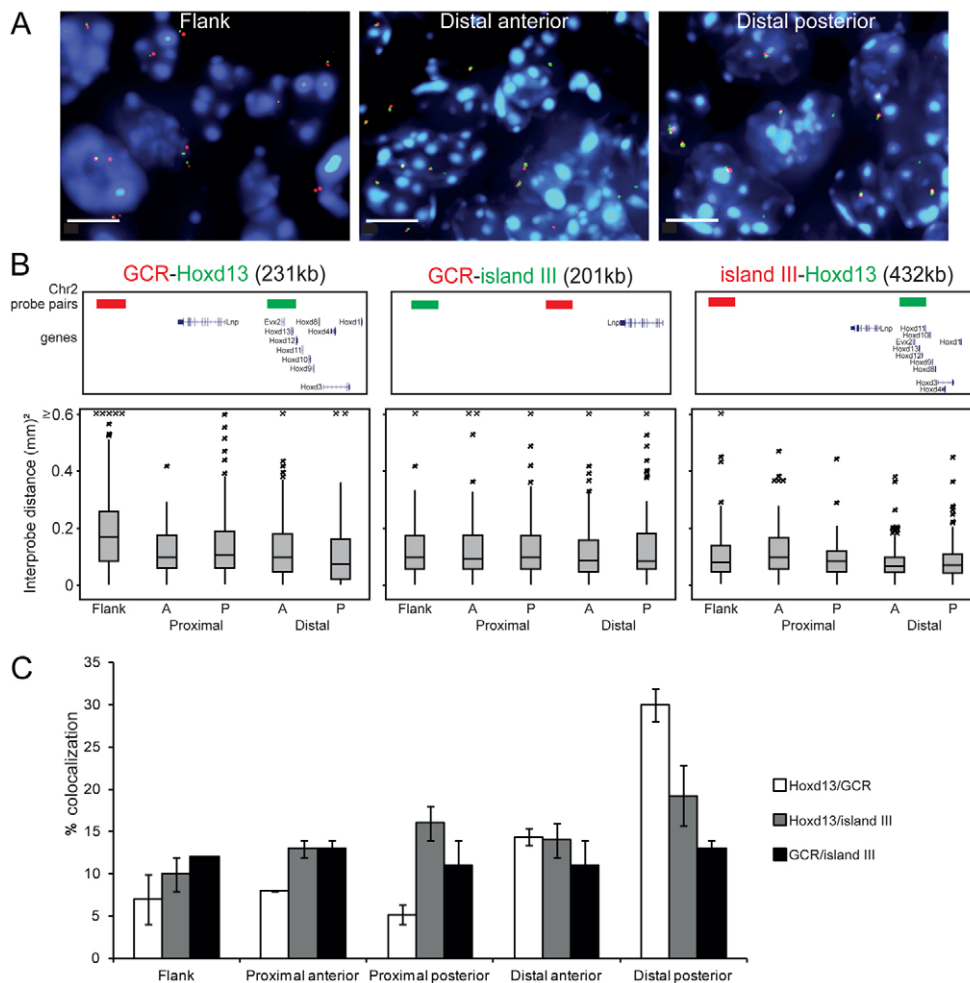 A
Flank
Distal anterior
Distal posterior
B
GCR-Hoxd13 (231kb)
GCR-island III (201kb)
island III-Hoxd13 (432kb)
Chr2
probe pairs
genes
Lnp
Evx2
Hoxd8
Hoxd1
Hoxd13
Hoxd4
Hoxd12
Hoxd11
Hoxd10
Hoxd9
Hoxd3
Lnp
Lnp
Hoxd11
Hoxd10
Evx2
Hoxd1
Hoxd13
Hoxd12
Hoxd9
Hoxd8
Hoxd3
Hoxd4
Interprobe distance (mm)²
≥0.6
0.4
0.2
0
Flank A P A P
Proximal Distal
Flank A P A P
Proximal Distal
Flank A P A P
Proximal Distal
C
% colocalization
35
30
25
20
15
10
5
0
Flank
Proximal anterior
Proximal posterior
Distal anterior
Distal posterior
Hoxd13/GCR
Hoxd13/island III
GCR/island III